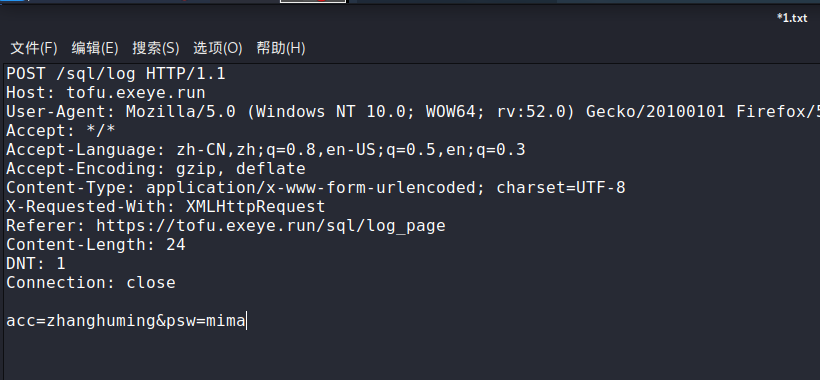 *1.txt
文件(F) 编辑(E) 搜索(S) 选项(O) 帮助(H)
POST /sql/log HTTP/1.1
Host: tofu.exeye.run
User-Agent: Mozilla/5.0 (Windows NT 10.0; WOW64; rv:52.0) Gecko/20100101 Firefox/5
Accept: */*
Accept-Language: zh-CN,zh;q=0.8,en-US;q=0.5,en;q=0.3
Accept-Encoding: gzip, deflate
Content-Type: application/x-www-form-urlencoded; charset=UTF-8
X-Requested-With: XMLHttpRequest
Referer: https://tofu.exeye.run/sql/log_page
Content-Length: 24
DNT: 1
Connection: close
acc=zhanghuming&psw=mima